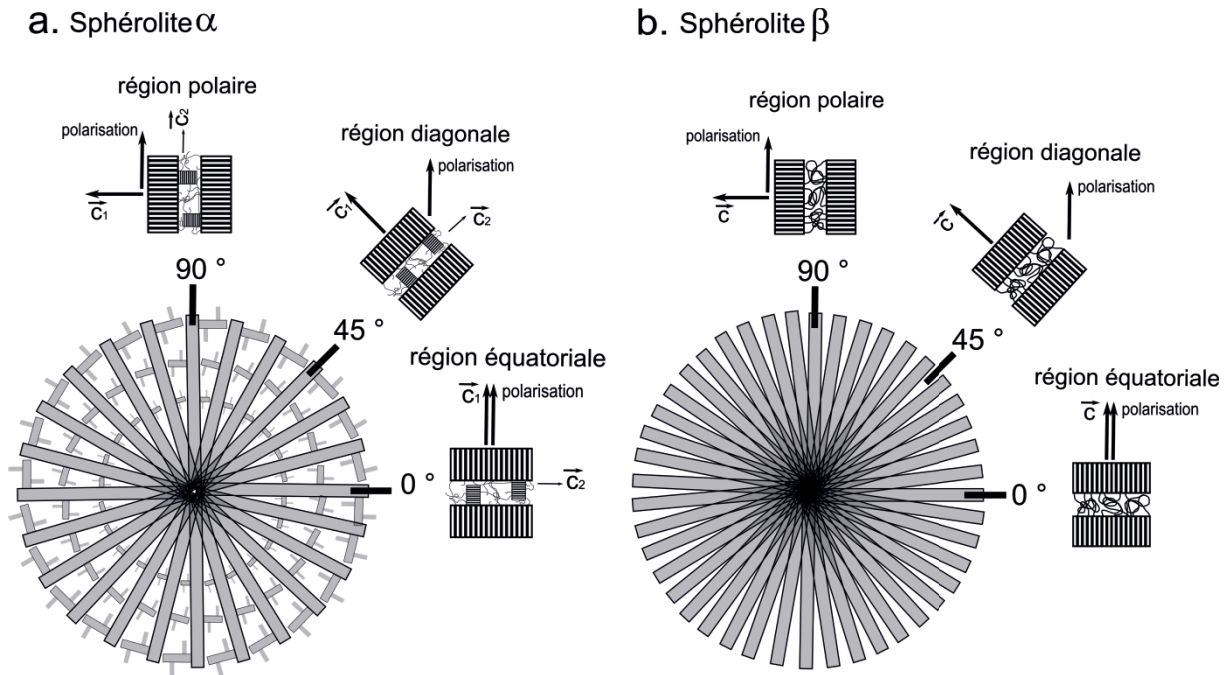 a. Sphérolite α
région polaire
polarisation
c₂
c₁
région diagonale
polarisation
c₁
c₂
90 °
45 °
région équatoriale
c₁
polarisation
c₂
0 °
b. Sphérolite β
région polaire
polarisation
c
région diagonale
polarisation
c
90 °
45 °
région équatoriale
c
polarisation
0 °